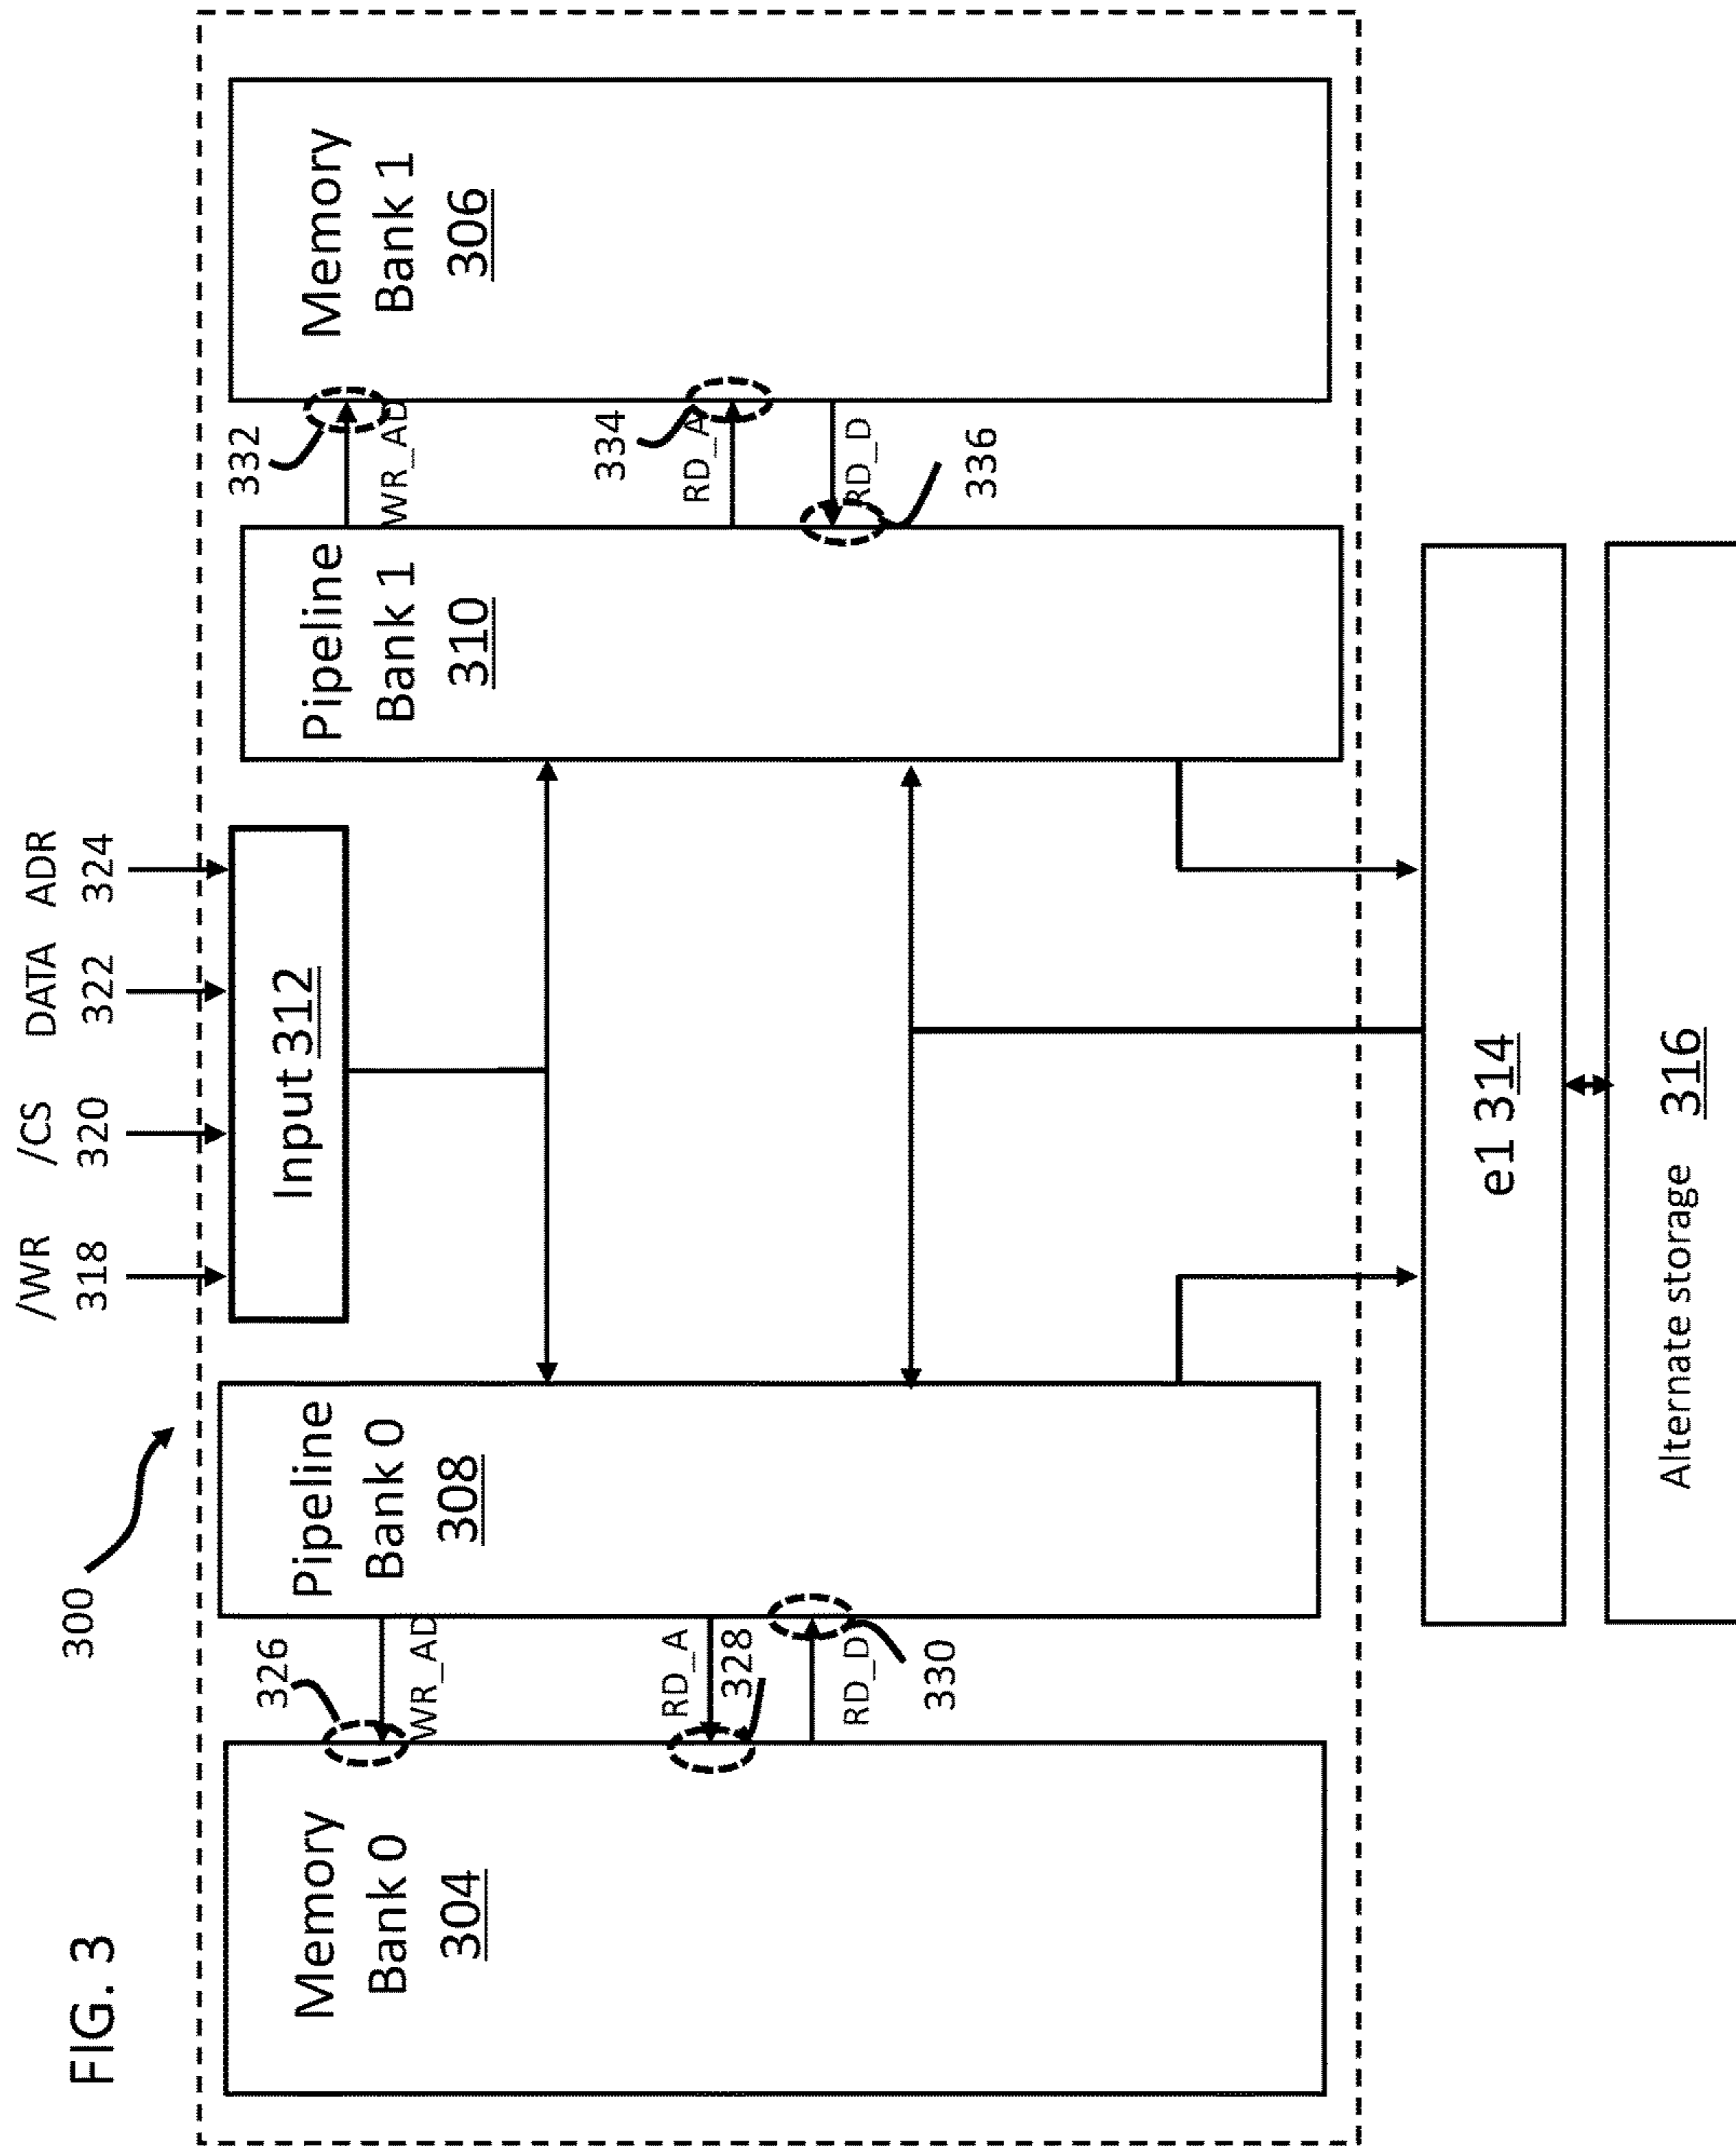 FIG. 3
300
/WR
318
/CS
320
DATA
322
ADR
324
Memory
Bank 0
304
326
WR_AD
RD_A
328
RD_D
330
Pipeline
Bank 0
308
Input 312
Pipeline
Bank 1
310
332
WR_AD
334
RD_A
RD_D
336
Memory
Bank 1
306
e1 314
Alternate storage 316